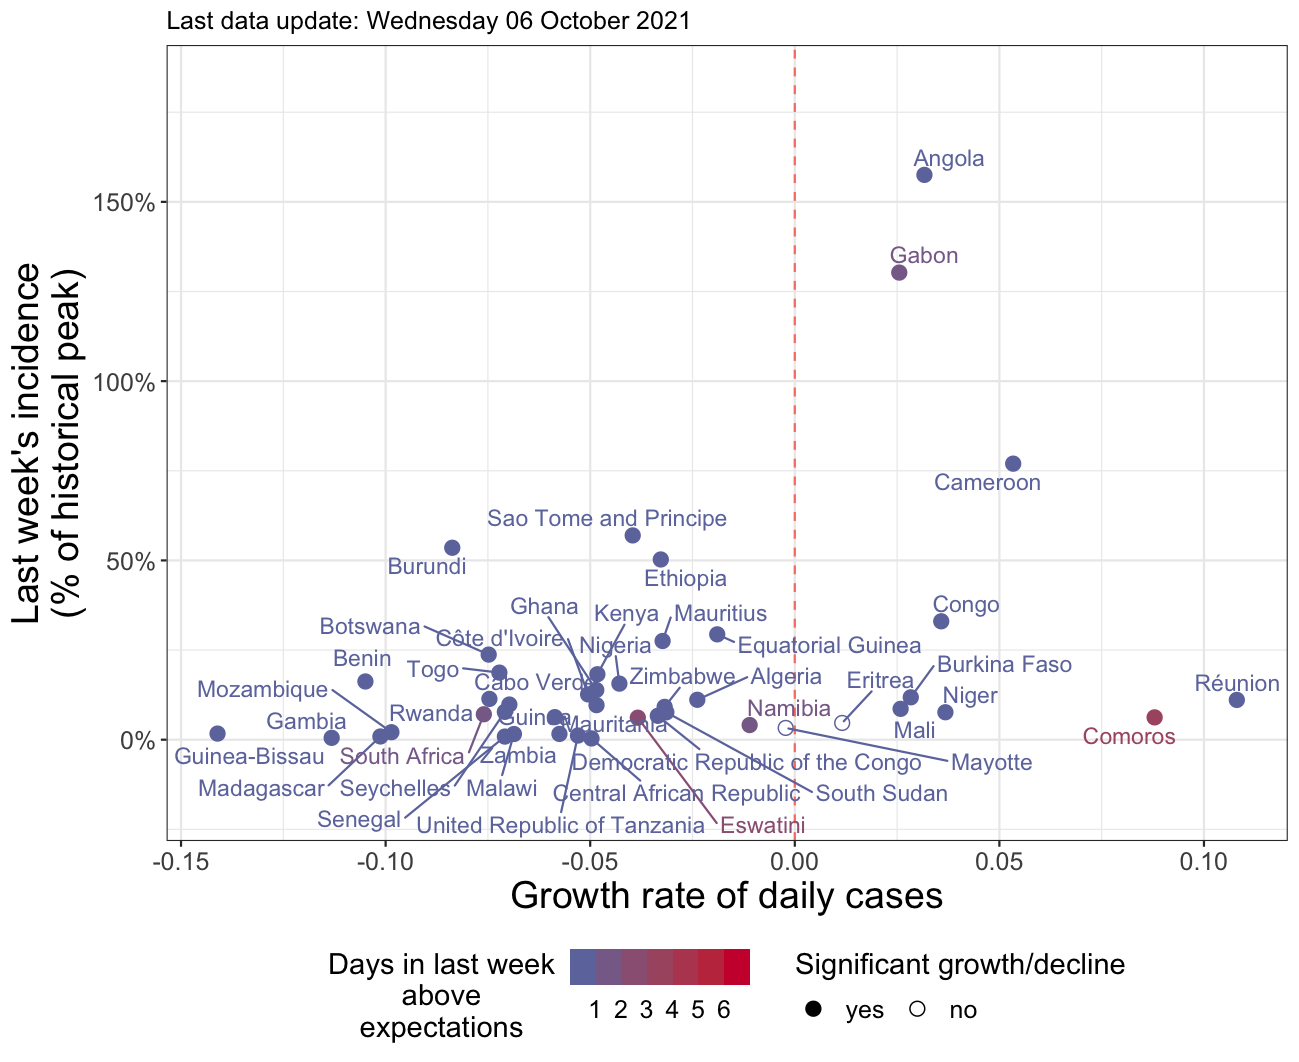 Last data update: Wednesday 06 October 2021
Last week's incidence
(% of historical peak)
150%
100%
50%
0%
Angola
Gabon
Cameroon
Sao Tome and Principe
Burundi
Ethiopia
Ghana
Kenya
Mauritius
Congo
Botswana
Côte d'Ivoire
Nigeria
Equatorial Guinea
Benin
Togo
Burkina Faso
Mozambique
Cabo Verde
Zimbabwe
Algeria
Eritrea
Réunion
Niger
Gambia
Rwanda
Guinea
Mauritania
Namibia
Mali
Comoros
Guinea-Bissau
South Africa
Zambia
Democratic Republic of the Congo
Mayotte
Madagascar
Seychelles
Malawi
Central African Republic
South Sudan
Senegal
United Republic of Tanzania
Eswatini
-0.15
-0.10
-0.05
0.00
0.05
0.10
Growth rate of daily cases
Days in last week
above
expectations
1 2 3 4 5 6
Significant growth/decline
yes
no